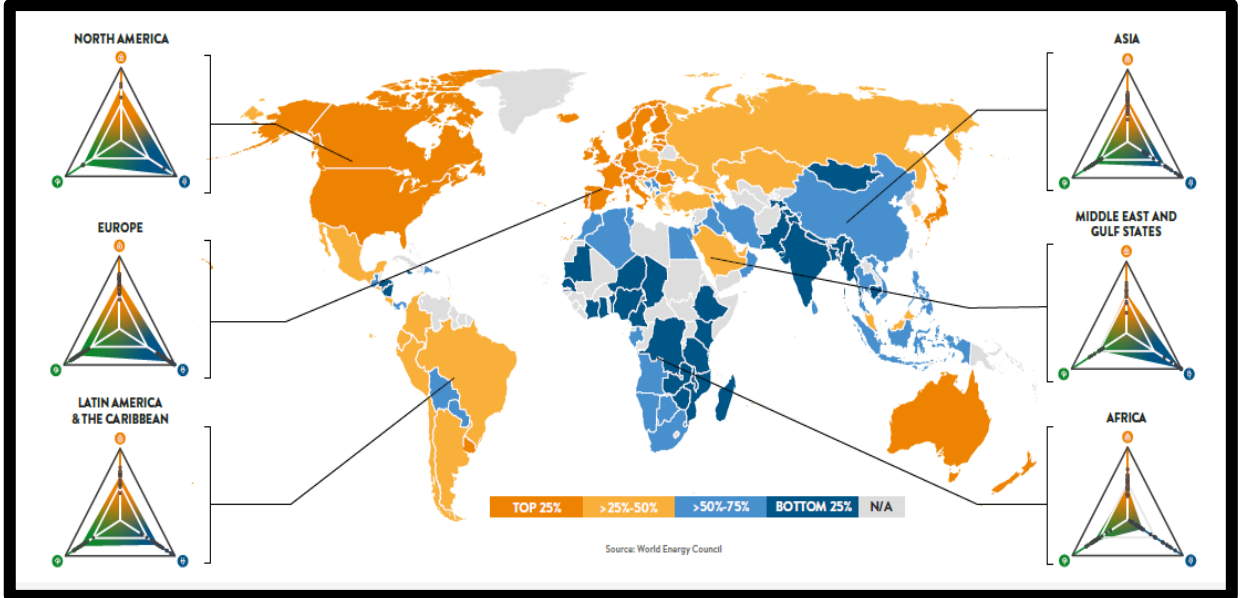 NORTH AMERICA
ASIA
EUROPE
MIDDLE EAST AND
GULF STATES
LATIN AMERICA
& THE CARIBBEAN
AFRICA
TOP 25% >25%-50% >50%-75% BOTTOM 25% N/A
Source: World Energy Council